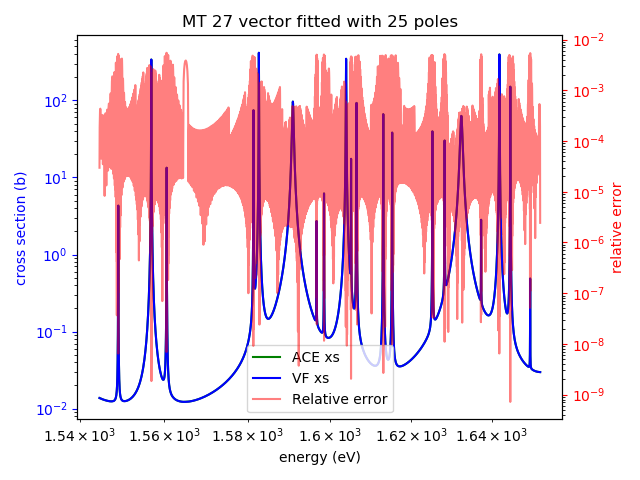 MT 27 vector fitted with 25 poles
cross section (b)
10²
10¹
10⁰
10⁻¹
10⁻²
10⁻²
10⁻³
10⁻⁴
10⁻⁵
10⁻⁶
10⁻⁷
10⁻⁸
10⁻⁹
relative error
ACE xs
VF xs
Relative error
1.54 × 10³ 1.56 × 10³ 1.58 × 10³ 1.6 × 10³ 1.62 × 10³ 1.64 × 10³
energy (eV)